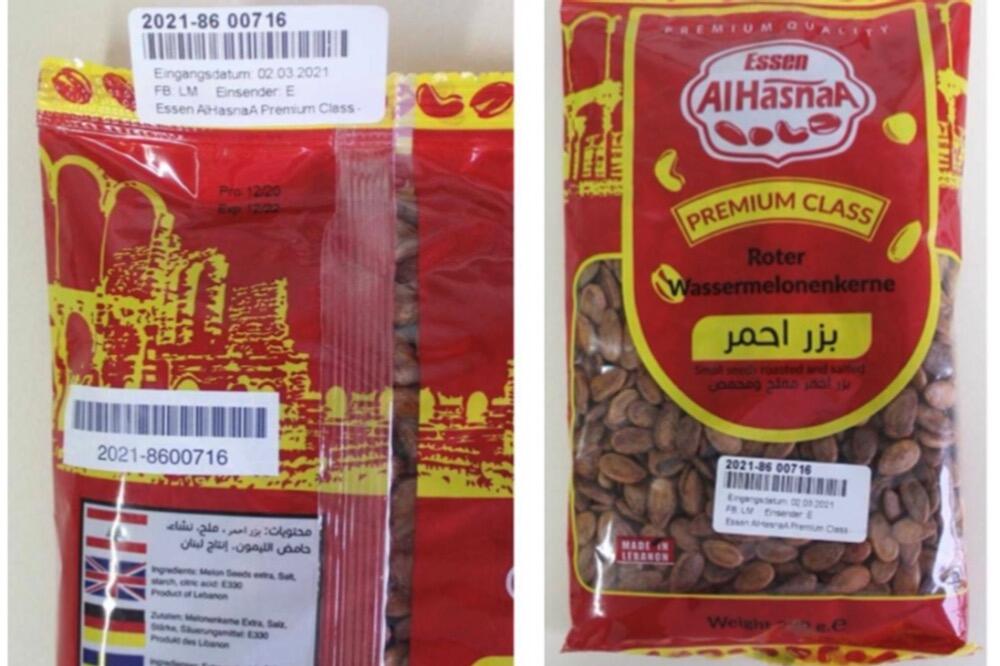 2021-86 00716
Eingangsdatum: 02.03.2021
FB: LM Einsender: E
Essen AlHasnaA Premium Class -
Pro 12/20
Exp 12/22
2021-8600716
محتويات: بزر احمر، ملح، نشاء،
حامض الليمون، إنتاج لبنان
Ingredients: Melon Seeds extra, Salt,
starch, citric acid: E330
Product of Lebanon
Zutaten: Melonenkerne Extra, Salz,
Stärke, Säuerungsmittel: E330
Produkt des Libanon
PREMIUM QUALITY
Essen
AlHasnaA
PREMIUM CLASS
Roter
Wassermelonenkerne
بزر احمر
Small seeds roasted and salted
بزر احمر مملح ومحمص
2021-86 00716
Eingangsdatum: 02.03.2021
FB: LM Einsender: E
Essen AlHasnaA Premium Class -
MADE IN
LEBANON
Weight g.e